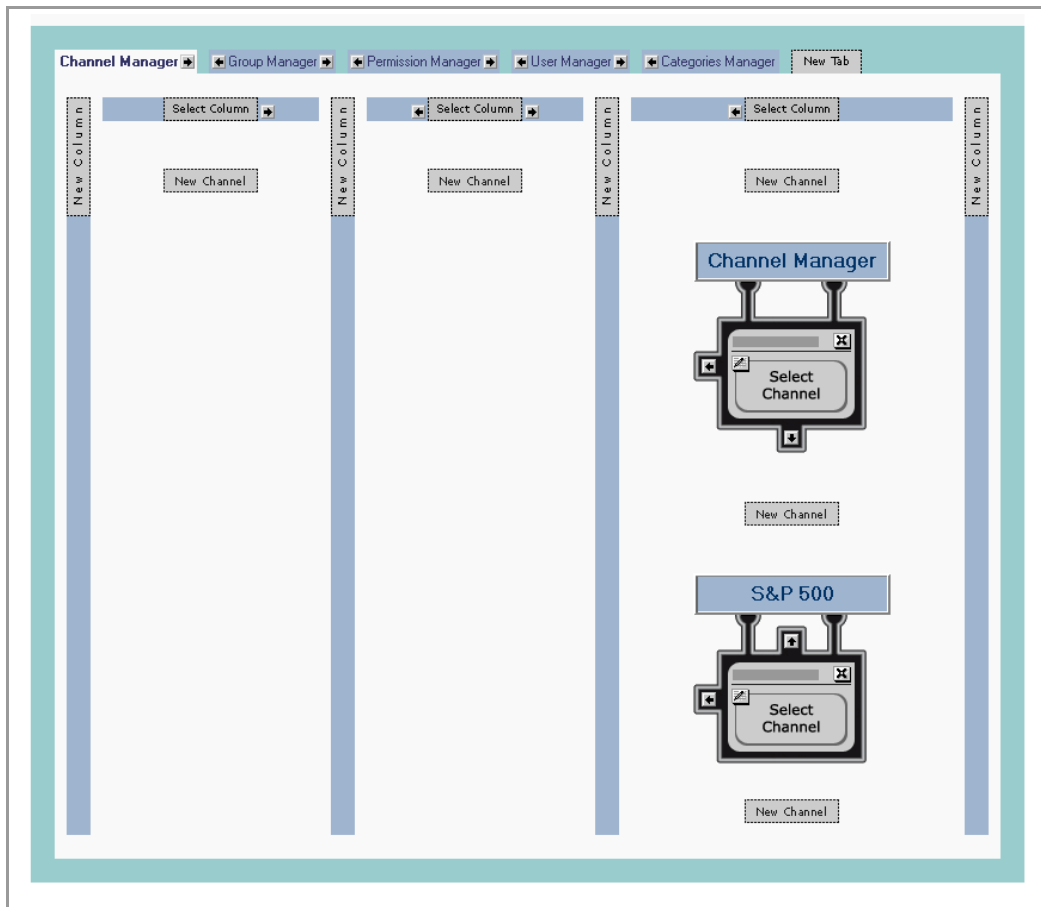 Channel Manager
Group Manager
Permission Manager
User Manager
Categories Manager
New Tab
New Column
Select Column
New Column
Select Column
New Column
Select Column
New Column
New Channel
New Channel
New Channel
Channel Manager
Select
Channel
New Channel
S&P 500
Select
Channel
New Channel